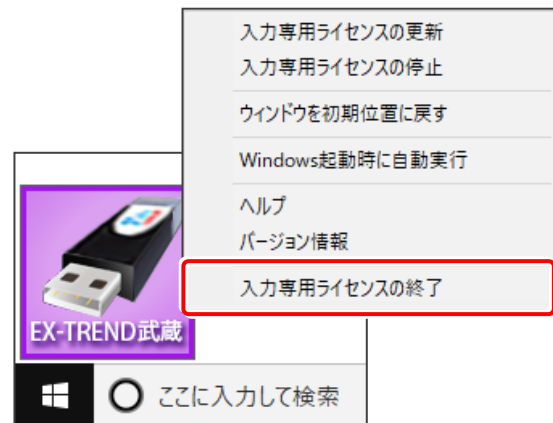 入力専用ライセンスの更新
入力専用ライセンスの停止
ウィンドウを初期位置に戻す
Windows起動時に自動実行
ヘルプ
バージョン情報
入力専用ライセンスの終了
EX-TREND武蔵
ここに入力して検索